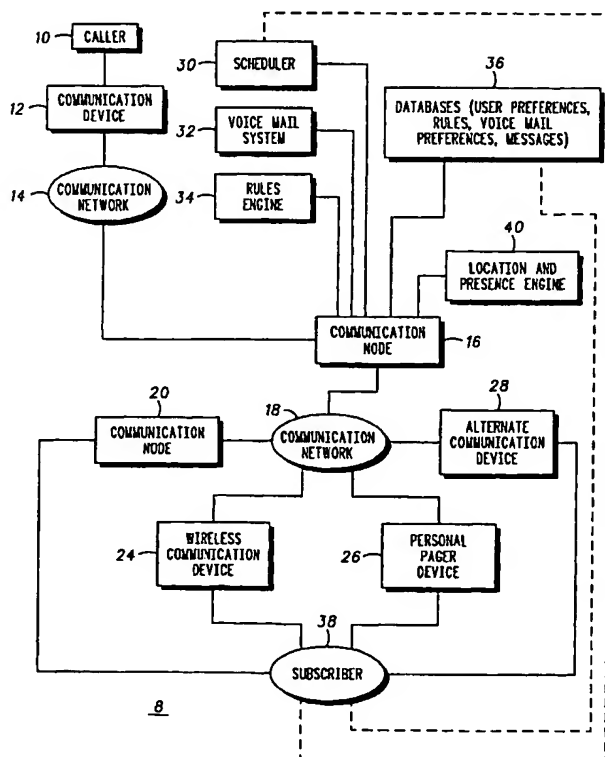 10
CALLER
12
COMMUNICATION
DEVICE
14
COMMUNICATION
NETWORK
30
SCHEDULER
32
VOICE MAIL
SYSTEM
34
RULES
ENGINE
36
DATABASES (USER PREFERENCES,
RULES, VOICE MAIL
PREFERENCES, MESSAGES)
40
LOCATION AND
PRESENCE ENGINE
COMMUNICATION
NODE
16
20
COMMUNICATION
NODE
18
COMMUNICATION
NETWORK
28
ALTERNATE
COMMUNICATION
DEVICE
24
WIRELESS
COMMUNICATION
DEVICE
26
PERSONAL
PAGER
DEVICE
38
SUBSCRIBER
8